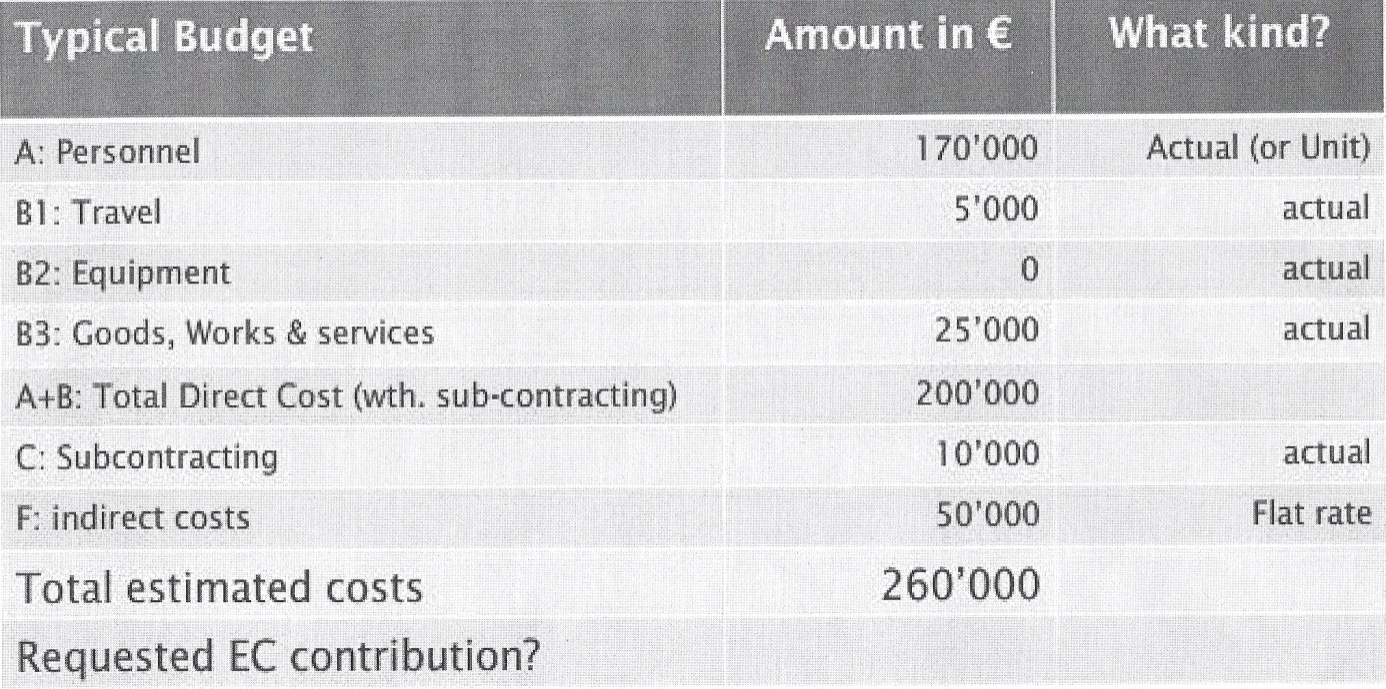 Typical Budget Amount in € What kind?
A: Personnel 170'000 Actual (or Unit)
B1: Travel 5'000 actual
B2: Equipment 0 actual
B3: Goods, Works & services 25'000 actual
A+B: Total Direct Cost (wth. sub-contracting) 200'000
C: Subcontracting 10'000 actual
F: indirect costs 50'000 Flat rate
Total estimated costs 260'000
Requested EC contribution?